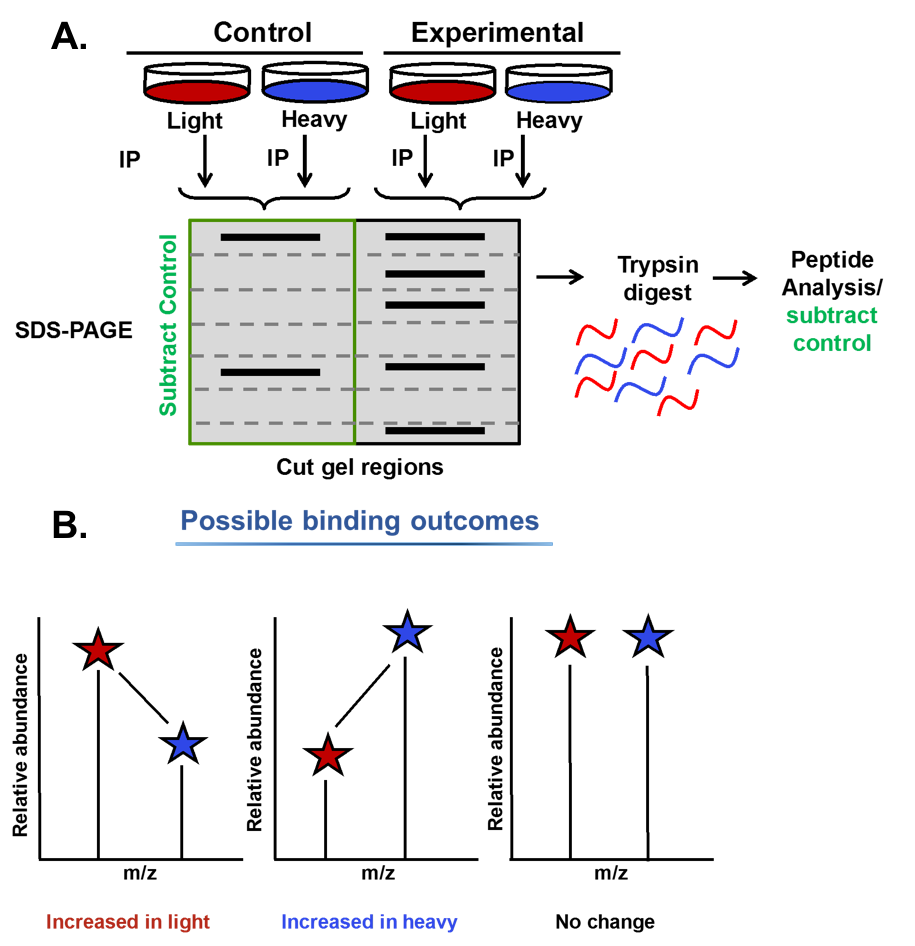 A.
Control
Experimental
Light
Heavy
Light
Heavy
IP
IP
IP
IP
SDS-PAGE
Subtract Control
Trypsin
digest
Peptide
Analysis/
subtract
control
Cut gel regions
B.
Possible binding outcomes
Relative abundance
m/z
Increased in light
Relative abundance
m/z
Increased in heavy
Relative abundance
m/z
No change